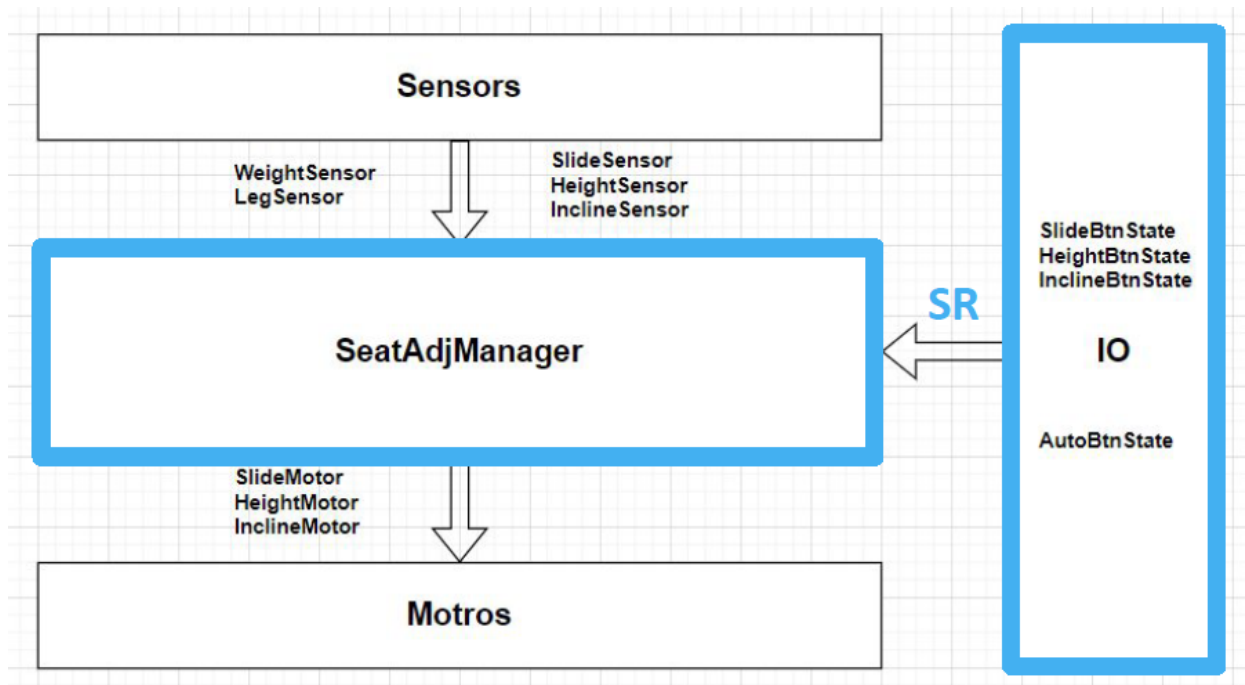 Sensors
WeightSensor
LegSensor
SlideSensor
HeightSensor
InclineSensor
SeatAdjManager
SR
SlideBtnState
HeightBtnState
InclineBtnState
IO
AutoBtnState
SlideMotor
HeightMotor
InclineMotor
Motros